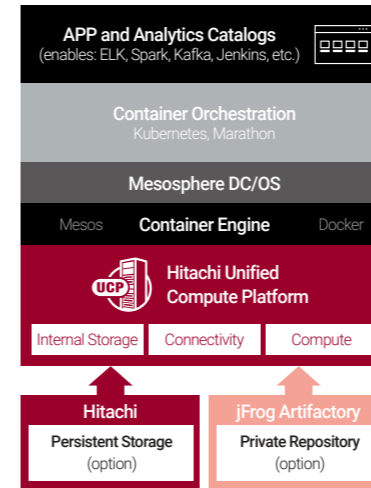 APP and Analytics Catalogs
(enables: ELK, Spark, Kafka, Jenkins, etc.)
Container Orchestration
Kubernetes, Marathon
Mesosphere DC/OS
Mesos Container Engine Docker
UCP
Hitachi Unified
Compute Platform
Internal Storage Connectivity Compute
Hitachi jFrog Artifactory
Persistent Storage Private Repository
(option) (option)